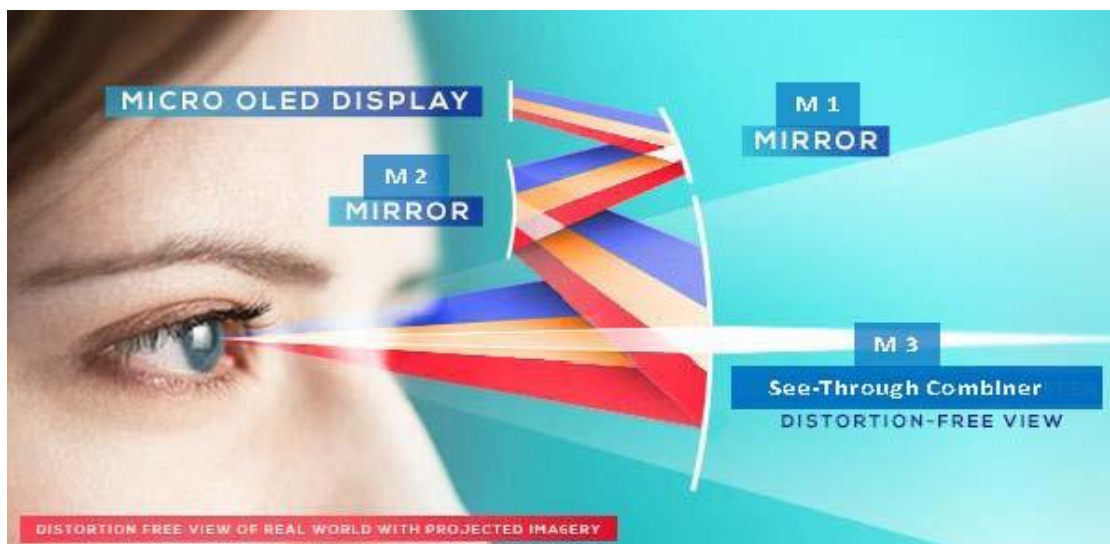 MICRO OLED DISPLAY
M 1
MIRROR
M 2
MIRROR
M 3
See-Through Combiner
DISTORTION-FREE VIEW
DISTORTION FREE VIEW OF REAL WORLD WITH PROJECTED IMAGERY